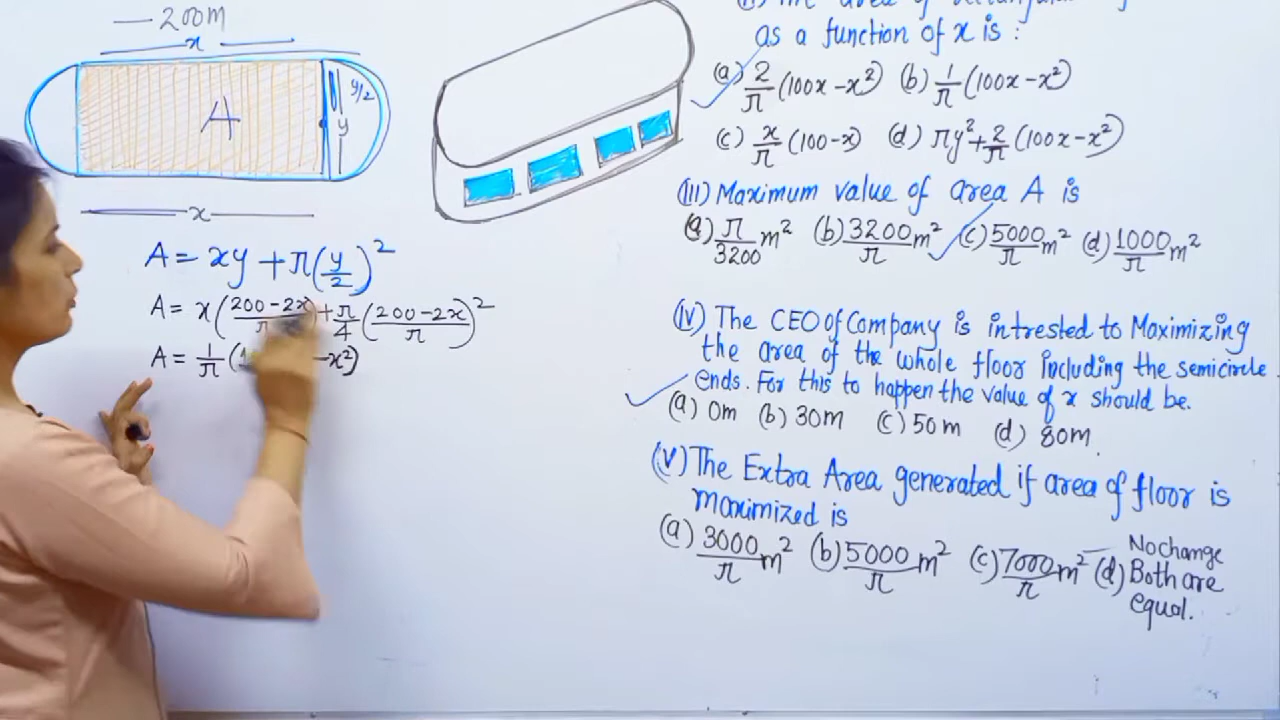 200m
x
A
y/2
y
x
A = xy + π(y/2)²
A = x(200-2x)/π + π/4 (200-2x/π)²
A = 1/π ( -x²)
as a function of x is :
(a) 2/π (100x - x²) (b) 1/π (100x - x²)
(c) x/π (100 - x) (d) πy² + 2/π (100x - x²)
(III) Maximum value of area A is
(a) π/3200 m² (b) 3200/π m² (c) 5000/π m² (d) 1000/π m²
(IV) The CEO Of Company is intrested to Maximizing
the area of the whole floor including the semicircle
ends. For this to happen the value of x should be.
(a) 0m (b) 30m (c) 50m (d) 80m.
(V) The Extra Area generated if area of floor is
maximized is
(a) 3000/π m² (b) 5000/π m² (c) 7000/π m² (d) No change
Both are
equal.